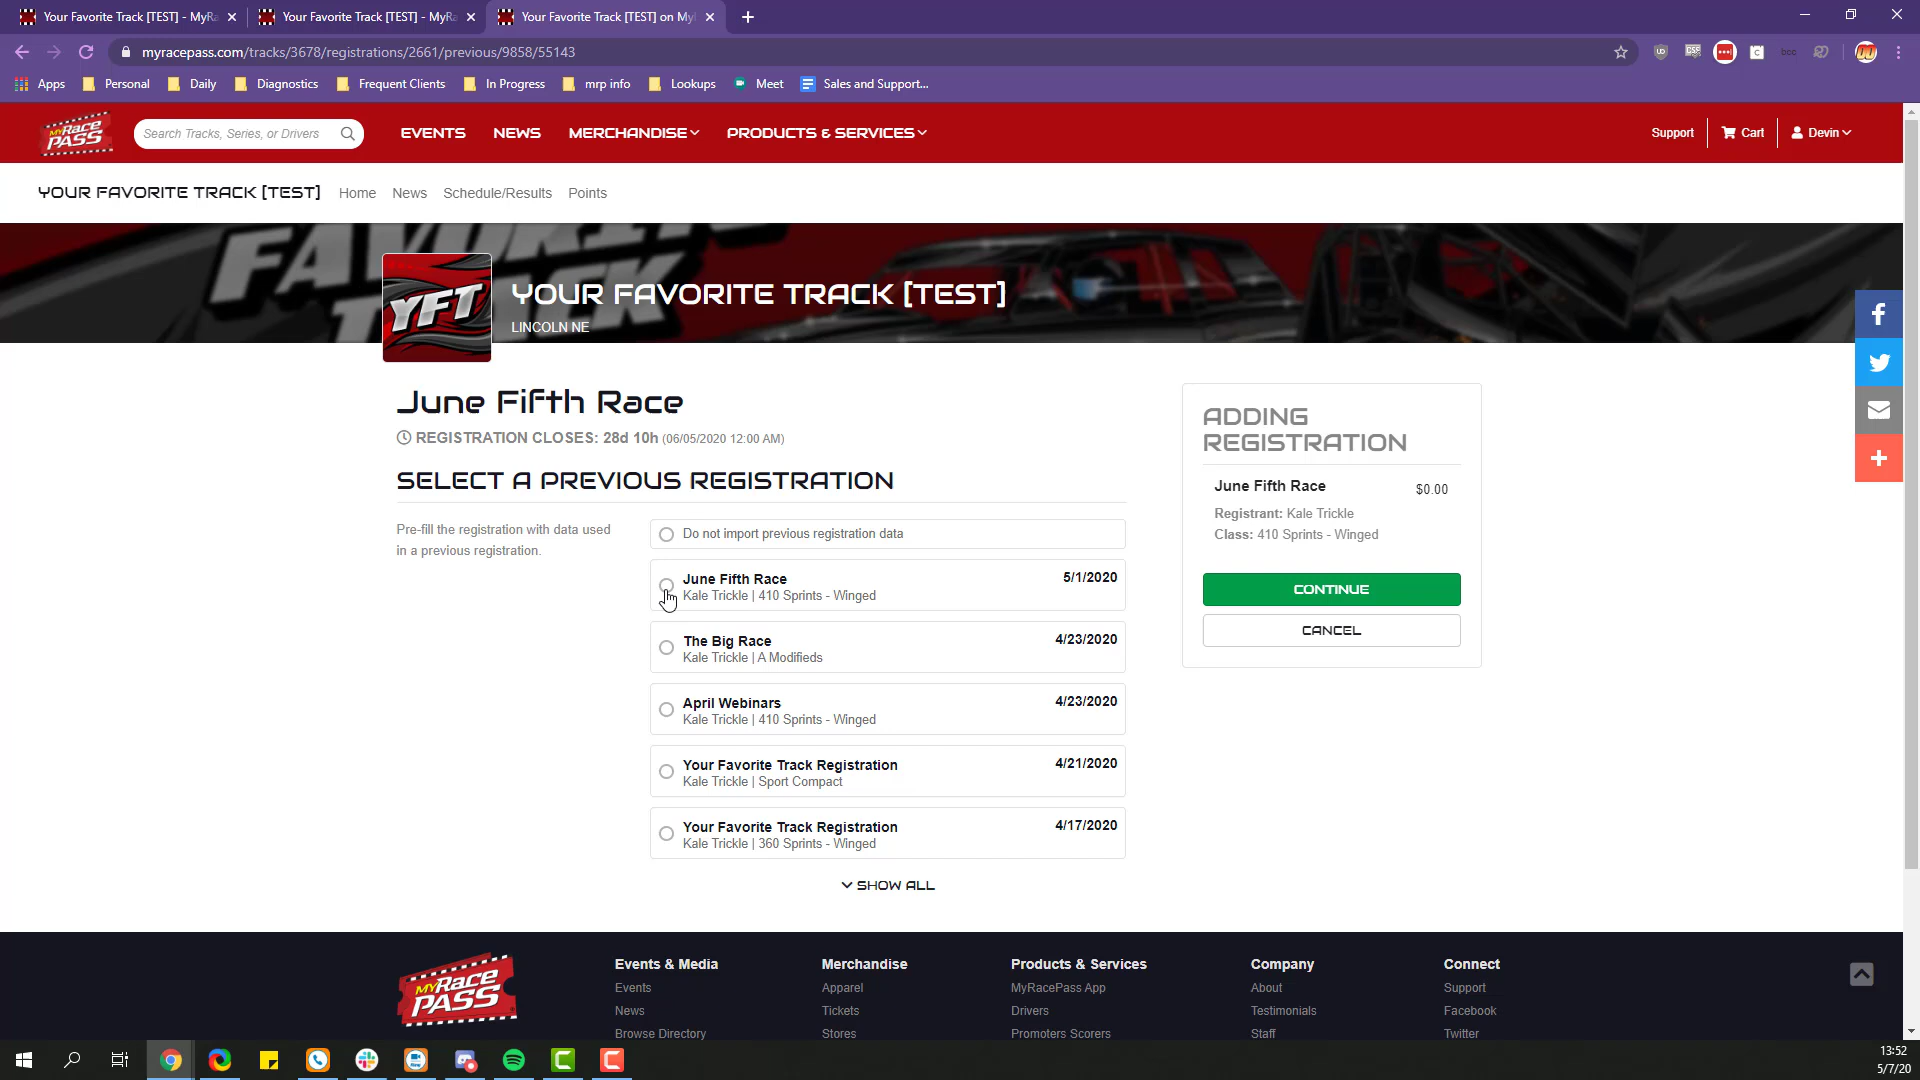 Your Favorite Track [TEST] - MyRa
Your Favorite Track [TEST] - MyRa
Your Favorite Track [TEST] on My
myracepass.com/tracks/3678/registrations/2661/previous/9858/55143
Apps Personal Daily Diagnostics Frequent Clients In Progress mrp info Lookups Meet Sales and Support...
MY Race PASS
Search Tracks, Series, or Drivers
EVENTS NEWS MERCHANDISE PRODUCTS & SERVICES
Support Cart Devin
YOUR FAVORITE TRACK [TEST] Home News Schedule/Results Points
YFT
YOUR FAVORITE TRACK [TEST]
LINCOLN NE
June Fifth Race
REGISTRATION CLOSES: 28d 10h (06/05/2020 12:00 AM)
SELECT A PREVIOUS REGISTRATION
Pre-fill the registration with data used
in a previous registration.
Do not import previous registration data
June Fifth Race 5/1/2020
Kale Trickle | 410 Sprints - Winged
The Big Race 4/23/2020
Kale Trickle | A Modifieds
April Webinars 4/23/2020
Kale Trickle | 410 Sprints - Winged
Your Favorite Track Registration 4/21/2020
Kale Trickle | Sport Compact
Your Favorite Track Registration 4/17/2020
Kale Trickle | 360 Sprints - Winged
SHOW ALL
ADDING
REGISTRATION
June Fifth Race $0.00
Registrant: Kale Trickle
Class: 410 Sprints - Winged
CONTINUE
CANCEL
MY Race PASS
Events & Media Merchandise Products & Services Company Connect
Events Apparel MyRacePass App About Support
News Tickets Drivers Testimonials Facebook
Browse Directory Stores Promoters Scorers Staff Twitter
13:52
5/7/20